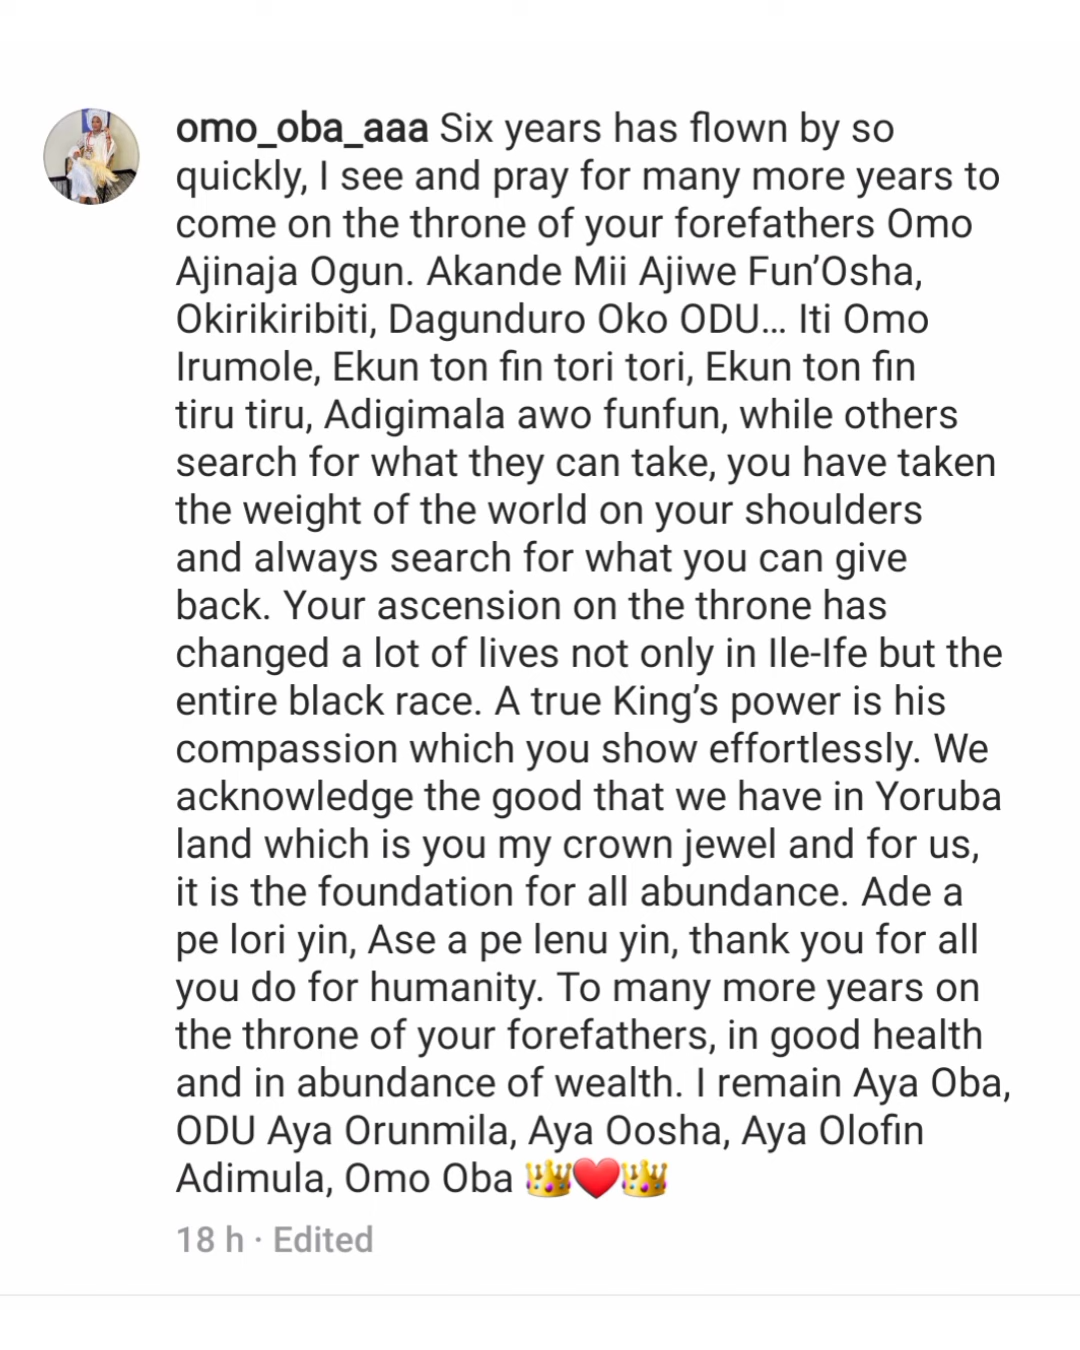 omo_oba_aaa Six years has flown by so
quickly, I see and pray for many more years to
come on the throne of your forefathers Omo
Ajinaja Ogun. Akande Mii Ajiwe Fun’Osha,
Okirikiribiti, Dagunduro Oko ODU… Iti Omo
Irumole, Ekun ton fin tori tori, Ekun ton fin
tiru tiru, Adigimala awo funfun, while others
search for what they can take, you have taken
the weight of the world on your shoulders
and always search for what you can give
back. Your ascension on the throne has
changed a lot of lives not only in Ile-Ife but the
entire black race. A true King’s power is his
compassion which you show effortlessly. We
acknowledge the good that we have in Yoruba
land which is you my crown jewel and for us,
it is the foundation for all abundance. Ade a
pe lori yin, Ase a pe lenu yin, thank you for all
you do for humanity. To many more years on
the throne of your forefathers, in good health
and in abundance of wealth. I remain Aya Oba,
ODU Aya Orunmila, Aya Oosha, Aya Olofin
Adimula, Omo Oba 👑❤️👑
18 h · Edited